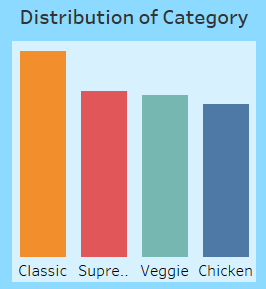 Distribution of Category
Classic Supre.. Veggie Chicken